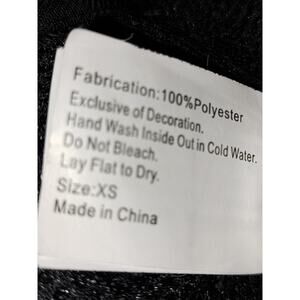 Fabrication:100%Polyester
Exclusive of Decoration.
Hand Wash Inside Out in Cold Water.
Do Not Bleach.
Lay Flat to Dry.
Size:XS
Made in China